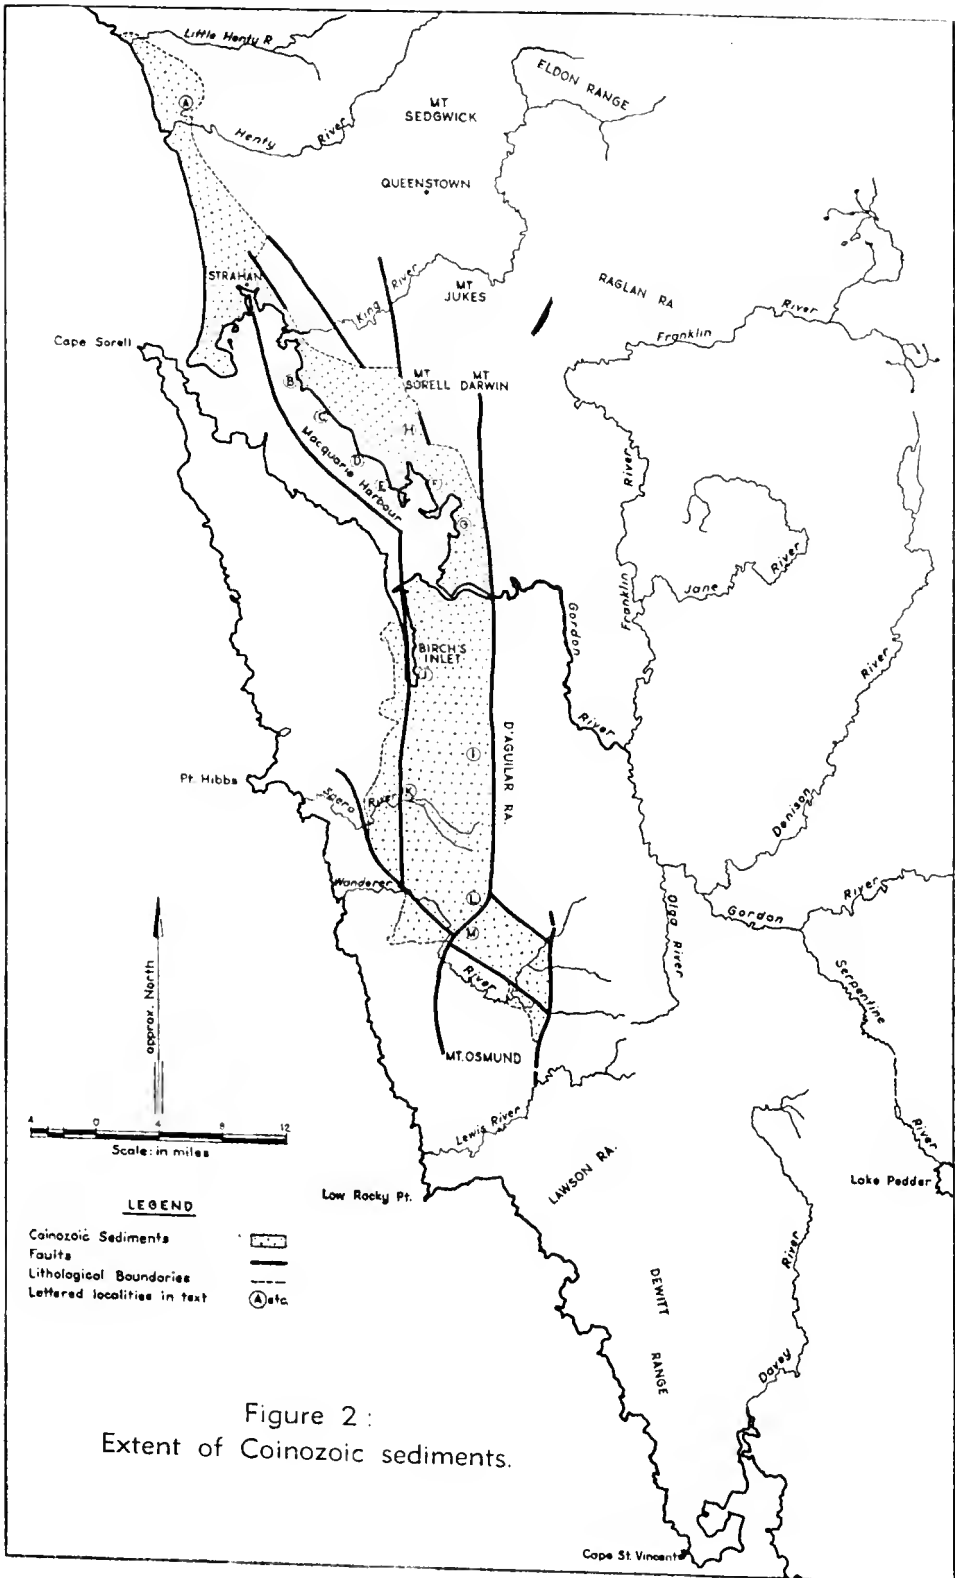 Little Henty R
ELDON RANGE
A
MT
SEDGWICK
Henty River
QUEENSTOWN
STRAHAN
King River
MT
JUKES
RAGLAN RA
Franklin River
Cape Sorell
MT
SORELL
MT
DARWIN
B
C
H
Macquarie Harbour
D
E
F
G
River
Franklin
Jane River
Gordon River
BIRCH'S
INLET
J
I
D'AGUILAR RA.
River
Denison
Pt. Hibbs
Spero River
K
Wanderer
River
L
M
Olga River
Gordon River
Serpentine
River
approx. North
MT. OSMUND
Lewis River
4 0 4 8 12
Scale: in miles
Low Rocky Pt.
LAWSON RA.
Lake Pedder
LEGEND
Coinozoic Sediments
Faults
Lithological Boundaries
Lettered localities in text A etc.
DEWITT
RANGE
River
Davey
Figure 2 :
Extent of Coinozoic sediments.
Cape St. Vincent